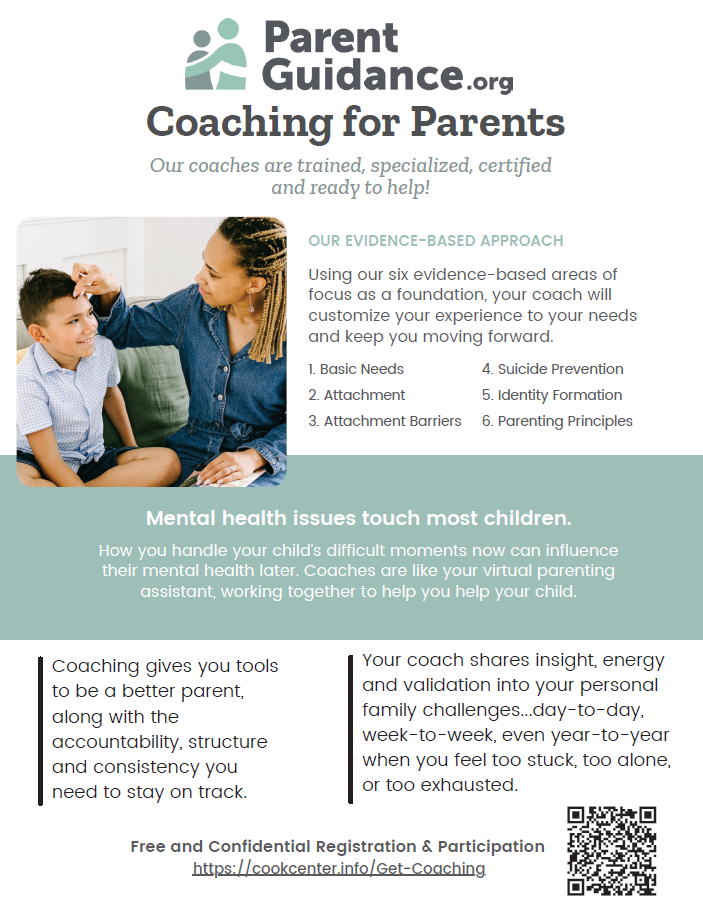 Parent
Guidance.org
Coaching for Parents
Our coaches are trained, specialized, certified
and ready to help!
OUR EVIDENCE-BASED APPROACH
Using our six evidence-based areas of
focus as a foundation, your coach will
customize your experience to your needs
and keep you moving forward.
1. Basic Needs
2. Attachment
3. Attachment Barriers
4. Suicide Prevention
5. Identity Formation
6. Parenting Principles
Mental health issues touch most children.
How you handle your child's difficult moments now can influence
their mental health later. Coaches are like your virtual parenting
assistant, working together to help you help your child.
Coaching gives you tools
to be a better parent,
along with the
accountability, structure
and consistency you
need to stay on track.
Your coach shares insight, energy
and validation into your personal
family challenges...day-to-day,
week-to-week, even year-to-year
when you feel too stuck, too alone,
or too exhausted.
Free and Confidential Registration & Participation
https://cookcenter.info/Get-Coaching